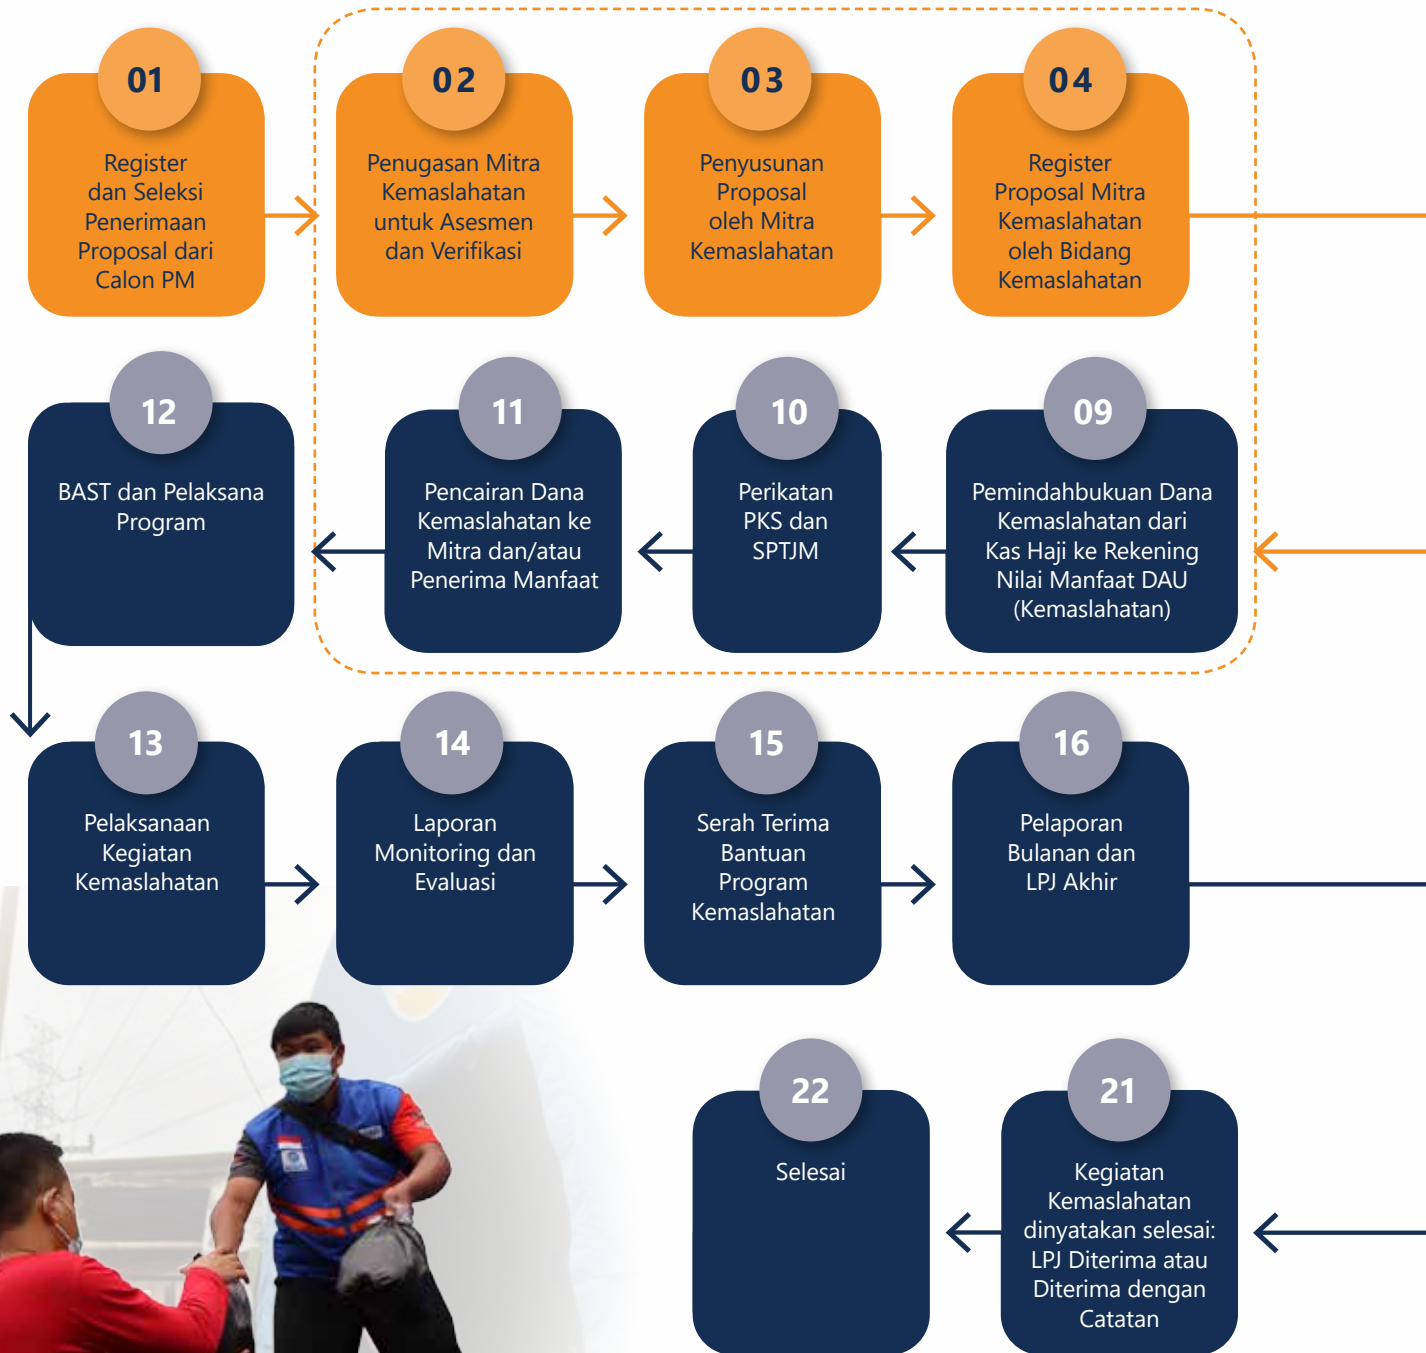 01
Register
dan Seleksi
Penerimaan
Proposal dari
Calon PM
02
Penugasan Mitra
Kemaslahatan
untuk Asesmen
dan Verifikasi
03
Penyusunan
Proposal
oleh Mitra
Kemaslahatan
04
Register
Proposal Mitra
Kemaslahatan
oleh Bidang
Kemaslahatan
12
BAST dan Pelaksana
Program
11
Pencairan Dana
Kemaslahatan ke
Mitra dan/atau
Penerima Manfaat
10
Perikatan
PKS dan
SPTJM
09
Pemindahbukuan Dana
Kemaslahatan dari
Kas Haji ke Rekening
Nilai Manfaat DAU
(Kemaslahatan)
13
Pelaksanaan
Kegiatan
Kemaslahatan
14
Laporan
Monitoring dan
Evaluasi
15
Serah Terima
Bantuan
Program
Kemaslahatan
16
Pelaporan
Bulanan dan
LPJ Akhir
22
Selesai
21
Kegiatan
Kemaslahatan
dinyatakan selesai:
LPJ Diterima atau
Diterima dengan
Catatan